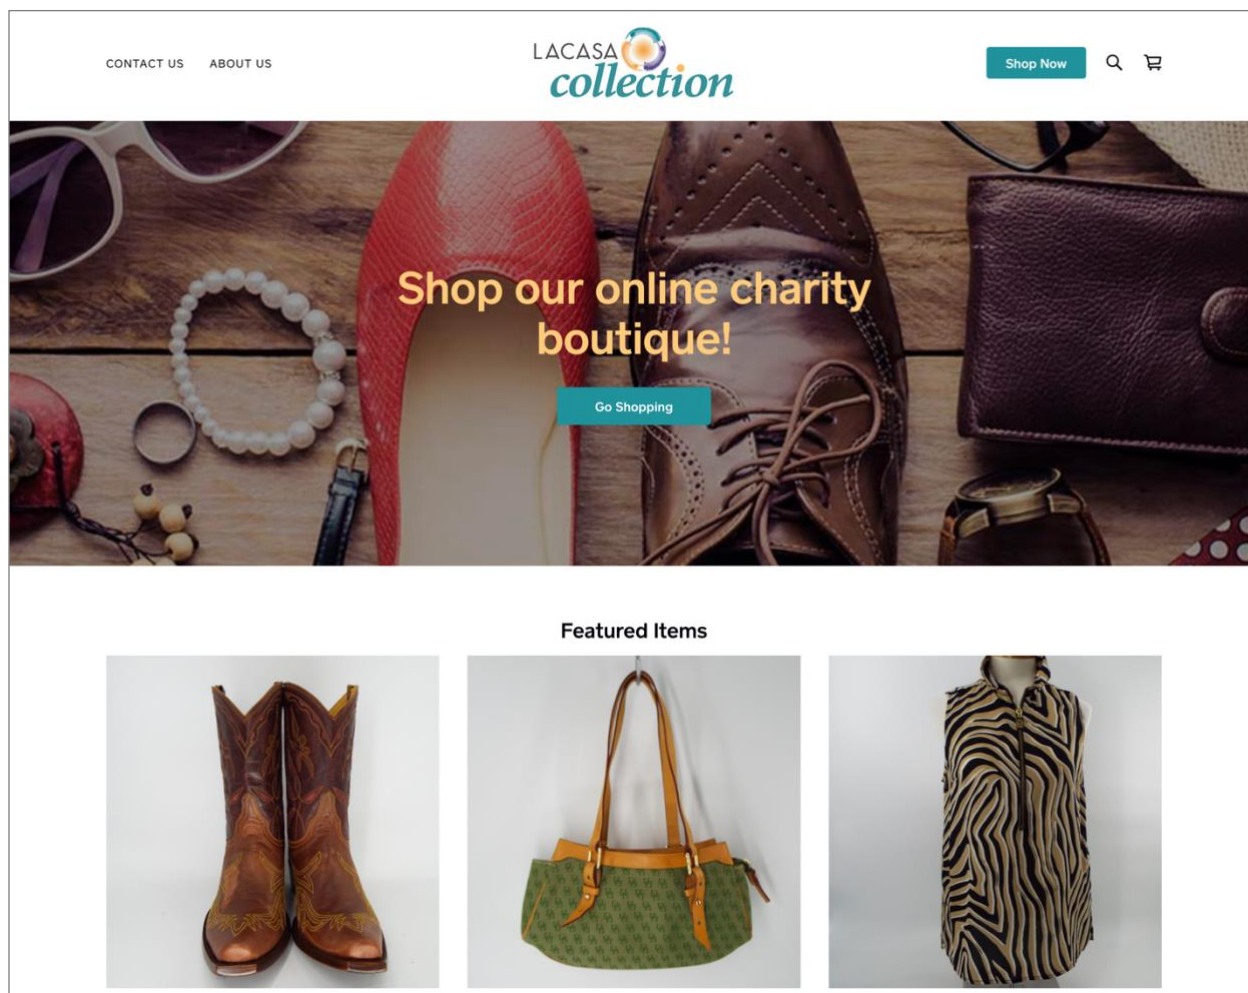 CONTACT US
ABOUT US
LACASA
collection
Shop Now
Shop our online charity
boutique!
Go Shopping
Featured Items